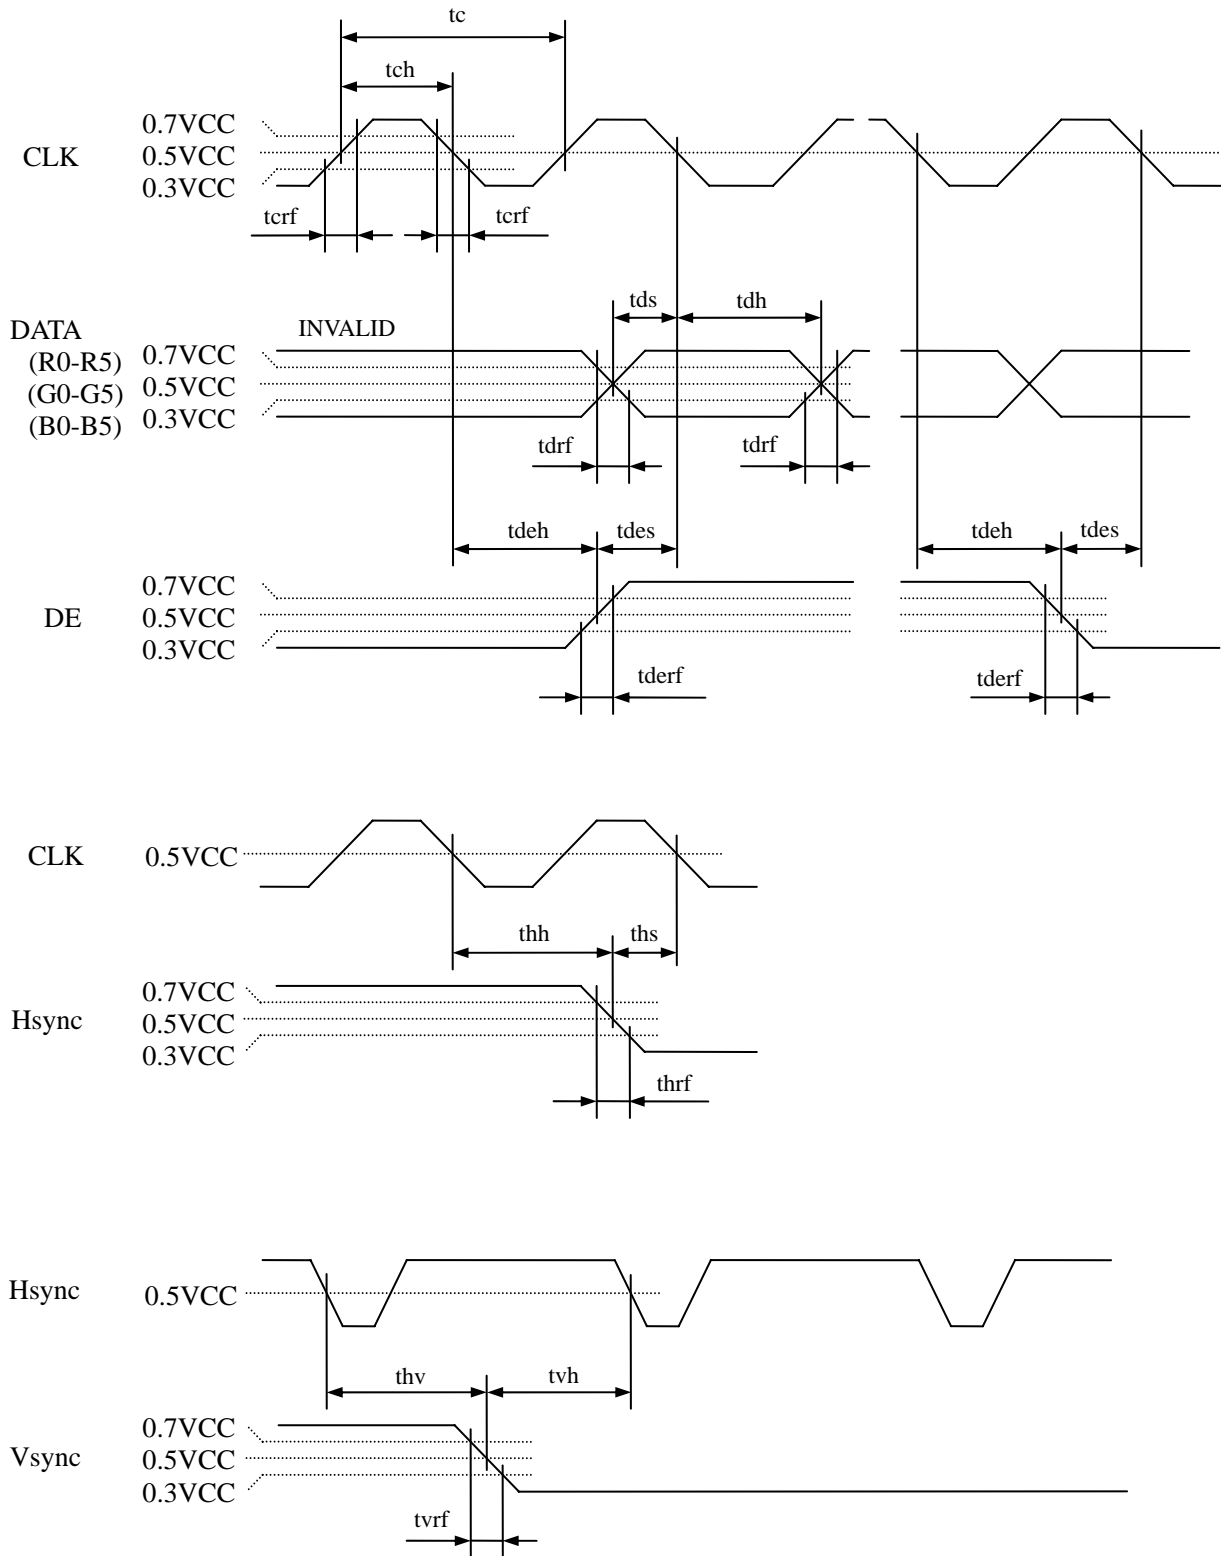 tc
tch
0.7VCC
CLK 0.5VCC
0.3VCC
tcrf tcrf
tds tdh
DATA INVALID
(R0-R5) 0.7VCC
(G0-G5) 0.5VCC
(B0-B5) 0.3VCC
tdrf tdrf
tdeh tdes tdeh tdes
0.7VCC
DE 0.5VCC
0.3VCC
tderf tderf
CLK 0.5VCC
thh ths
0.7VCC
Hsync 0.5VCC
0.3VCC
thrf
Hsync 0.5VCC
thv tvh
0.7VCC
Vsync 0.5VCC
0.3VCC
tvrf